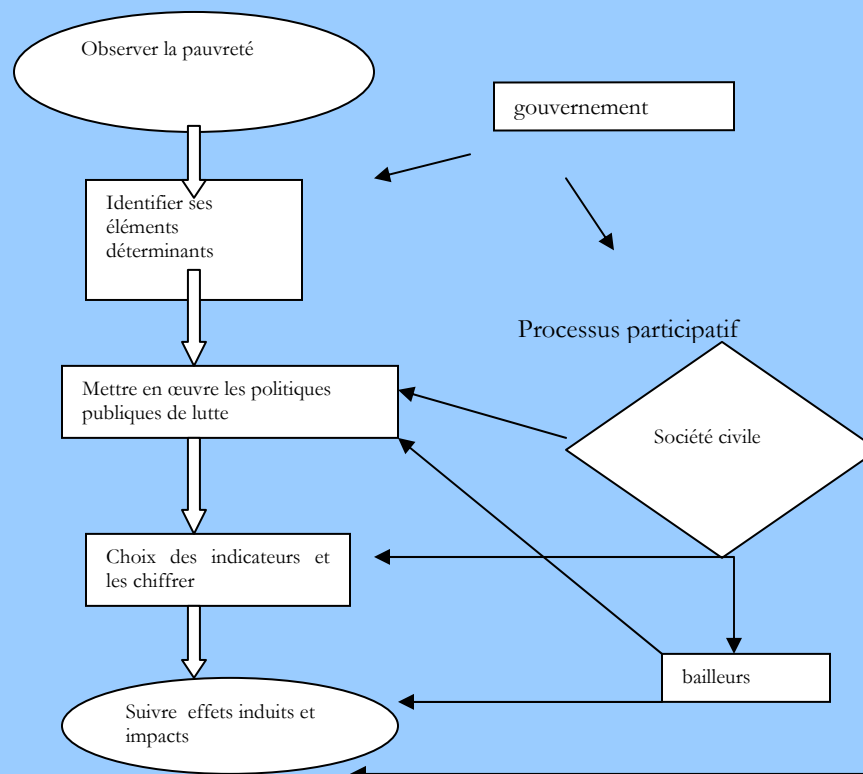 Observer la pauvreté
gouvernement
Identifier ses
éléments
déterminants
Processus participatif
Mettre en œuvre les politiques
publiques de lutte
Société civile
Choix des indicateurs et
les chiffrer
bailleurs
Suivre effets induits et
impacts